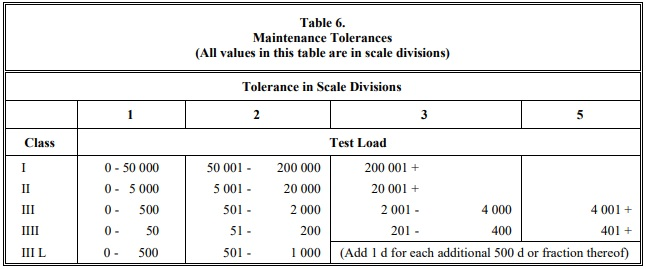 Table 6.
Maintenance Tolerances
(All values in this table are in scale divisions)
Tolerance in Scale Divisions
1 2 3 5
Class Test Load
I 0 - 50 000 50 001 - 200 000 200 001 +
II 0 - 5 000 5 001 - 20 000 20 001 +
III 0 - 500 501 - 2 000 2 001 - 4 000 4 001 +
IIII 0 - 50 51 - 200 201 - 400 401 +
III L 0 - 500 501 - 1 000 (Add 1 d for each additional 500 d or fraction thereof)